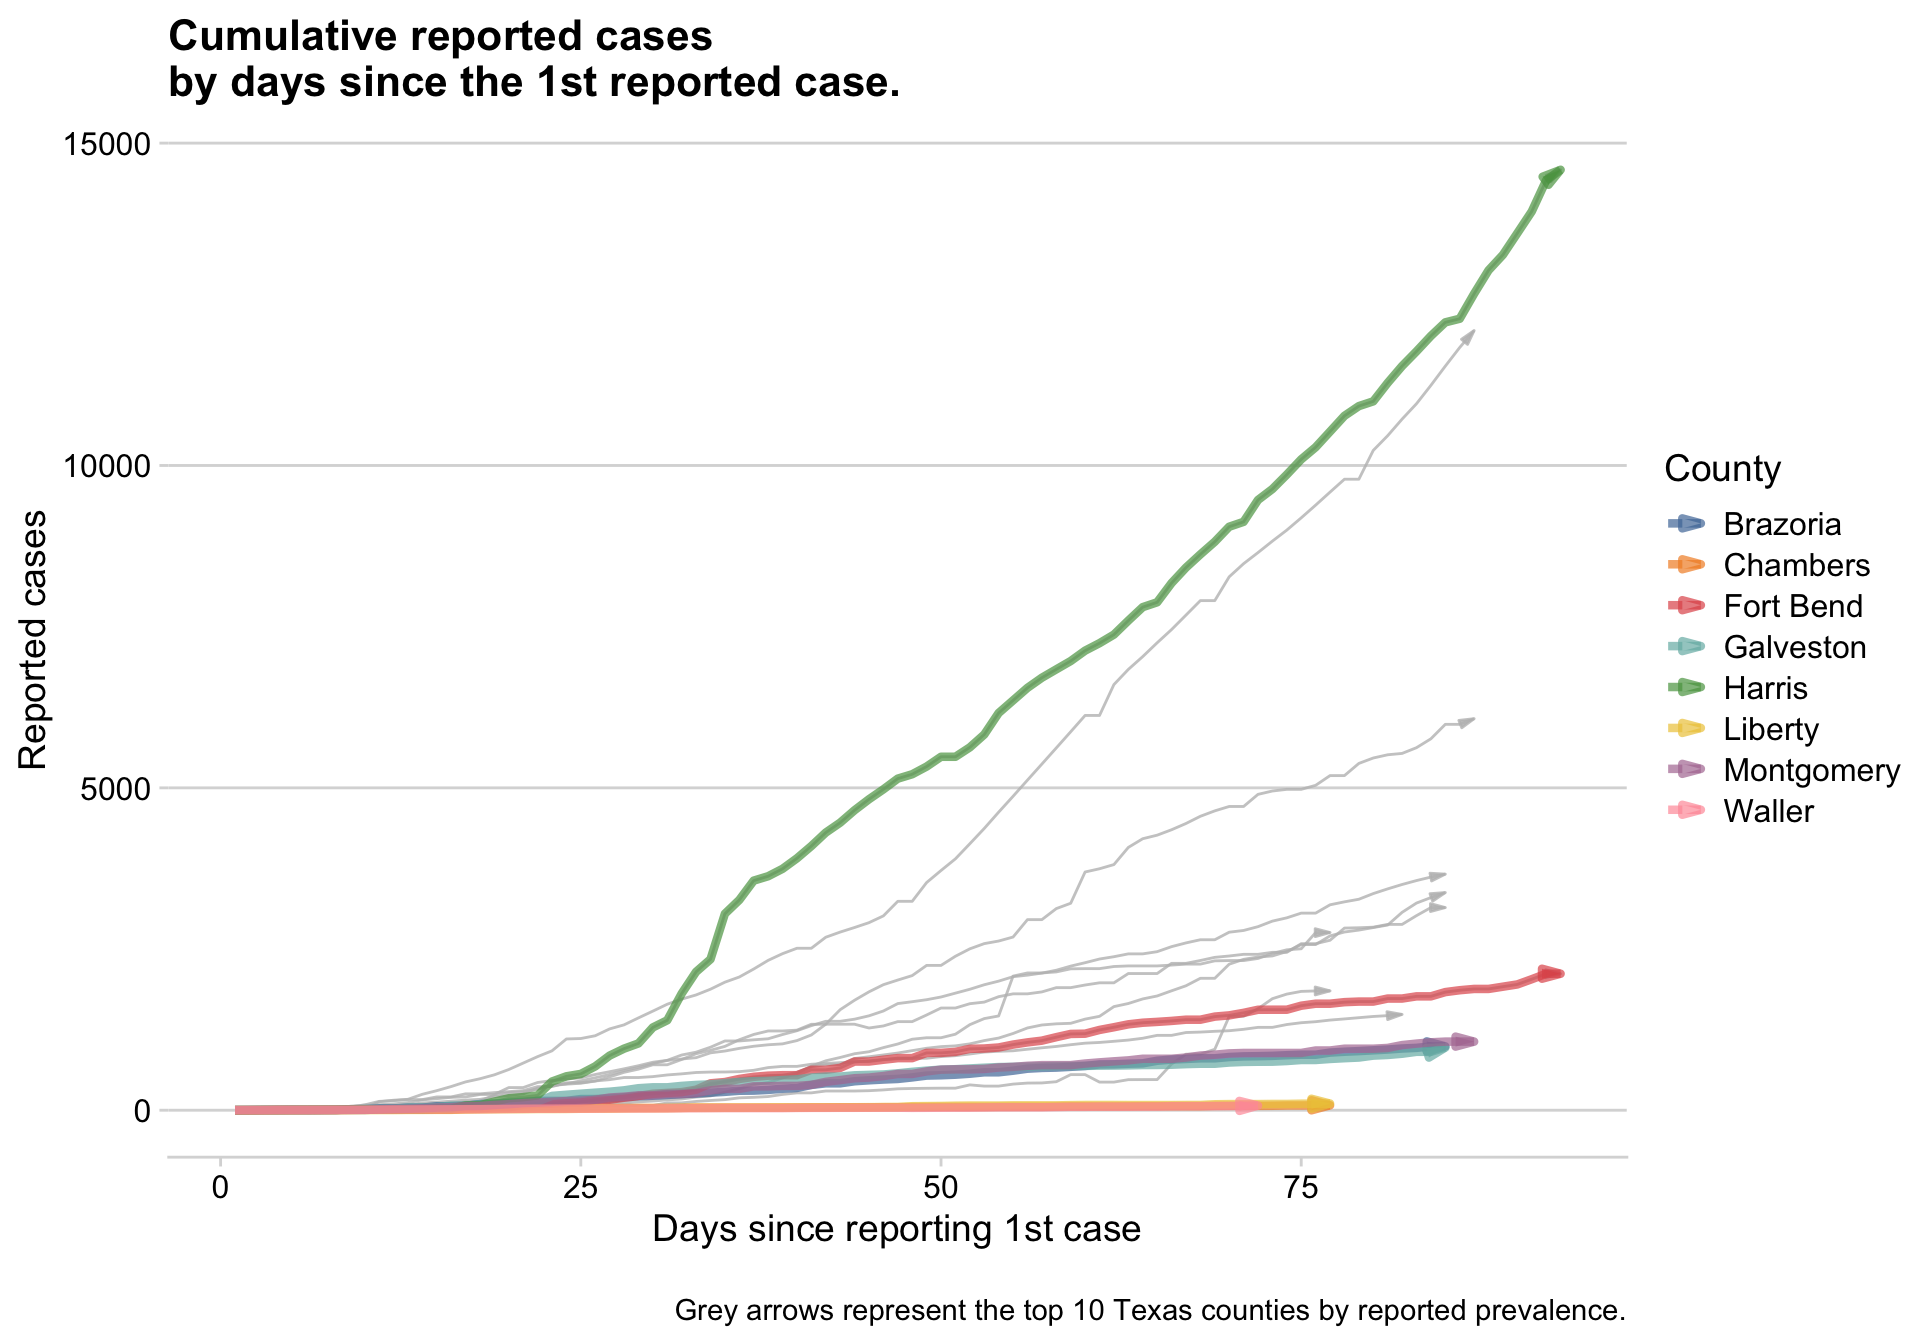 Cumulative reported cases
by days since the 1st reported case.
15000
10000
5000
0
Reported cases
0 25 50 75
Days since reporting 1st case
County
Brazoria
Chambers
Fort Bend
Galveston
Harris
Liberty
Montgomery
Waller
Grey arrows represent the top 10 Texas counties by reported prevalence.